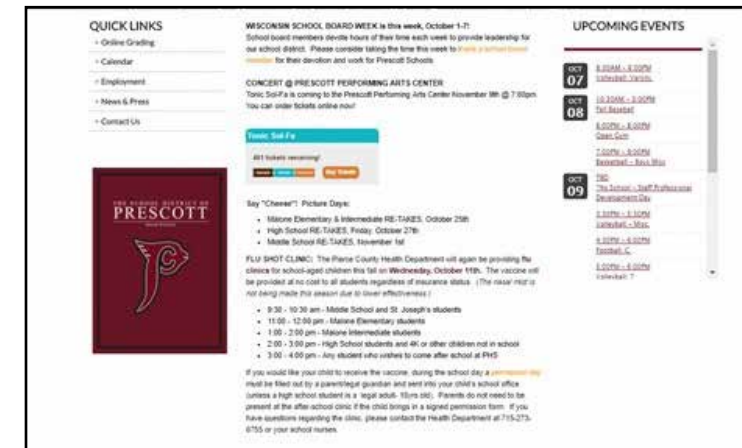 QUICK LINKS
Online Grading
Calendar
Employment
News & Press
Contact Us
THE SCHOOL DISTRICT OF
PRESCOTT
WISCONSIN SCHOOL BOARD WEEK is this week, October 1-7!
School board members devote hours of their time each week to provide leadership for
our school district. Please consider taking the time this week to thank a school board
member for their devotion and work for Prescott Schools.
CONCERT @ PRESCOTT PERFORMING ARTS CENTER
Tonic Sol-Fa is coming to the Prescott Performing Arts Center November 9th @ 7:00pm
You can order tickets online now!
Tonic Sol-Fa
401 tickets remaining!
Buy Tickets
Say "Cheese"! Picture Days:
Malone Elementary & Intermediate RE-TAKES, October 25th
High School RE-TAKES, Friday, October 27th
Middle School RE-TAKES, November 1st
FLU SHOT CLINIC: The Pierce County Health Department will again be providing flu
clinics for school-aged children this fall on Wednesday, October 11th. The vaccine will
be provided at no cost to all students regardless of insurance status. (The nasal mist is
not being made this season due to lower effectiveness.)
9:30 - 10:30 am - Middle School and St. Joseph's students
11:00 - 12:00 pm - Malone Elementary students
1:00 - 2:00 pm - Malone Intermediate students
2:00 - 3:00 pm - High School students and 4K or other children not in school
3:00 - 4:00 pm - Any student who wishes to come after school at PHS
If you would like your child to receive the vaccine, during the school day a permission slip
must be filled out by a parent/legal guardian and sent into your child's school office
(unless a high school student is a legal adult- 18yrs old). Parents do not need to be
present at the after-school clinic if the child brings in a signed permission form. If you
have questions regarding the clinic, please contact the Health Department at 715-273-
6755 or your school nurses.
UPCOMING EVENTS
OCT
07
8:00AM - 8:00PM
Volleyball: Varsity,
OCT
08
10:30AM - 3:00PM
Fall Baseball
6:00PM - 8:00PM
Open Gym
7:00PM - 9:00PM
Basketball - Boys Misc
OCT
09
TBD
*No School - Staff Professional
Development Day
3:30PM - 5:30PM
Volleyball - Misc.
4:30PM - 6:00PM
Football: C,
5:00PM - 6:00PM
Volleyball: 7